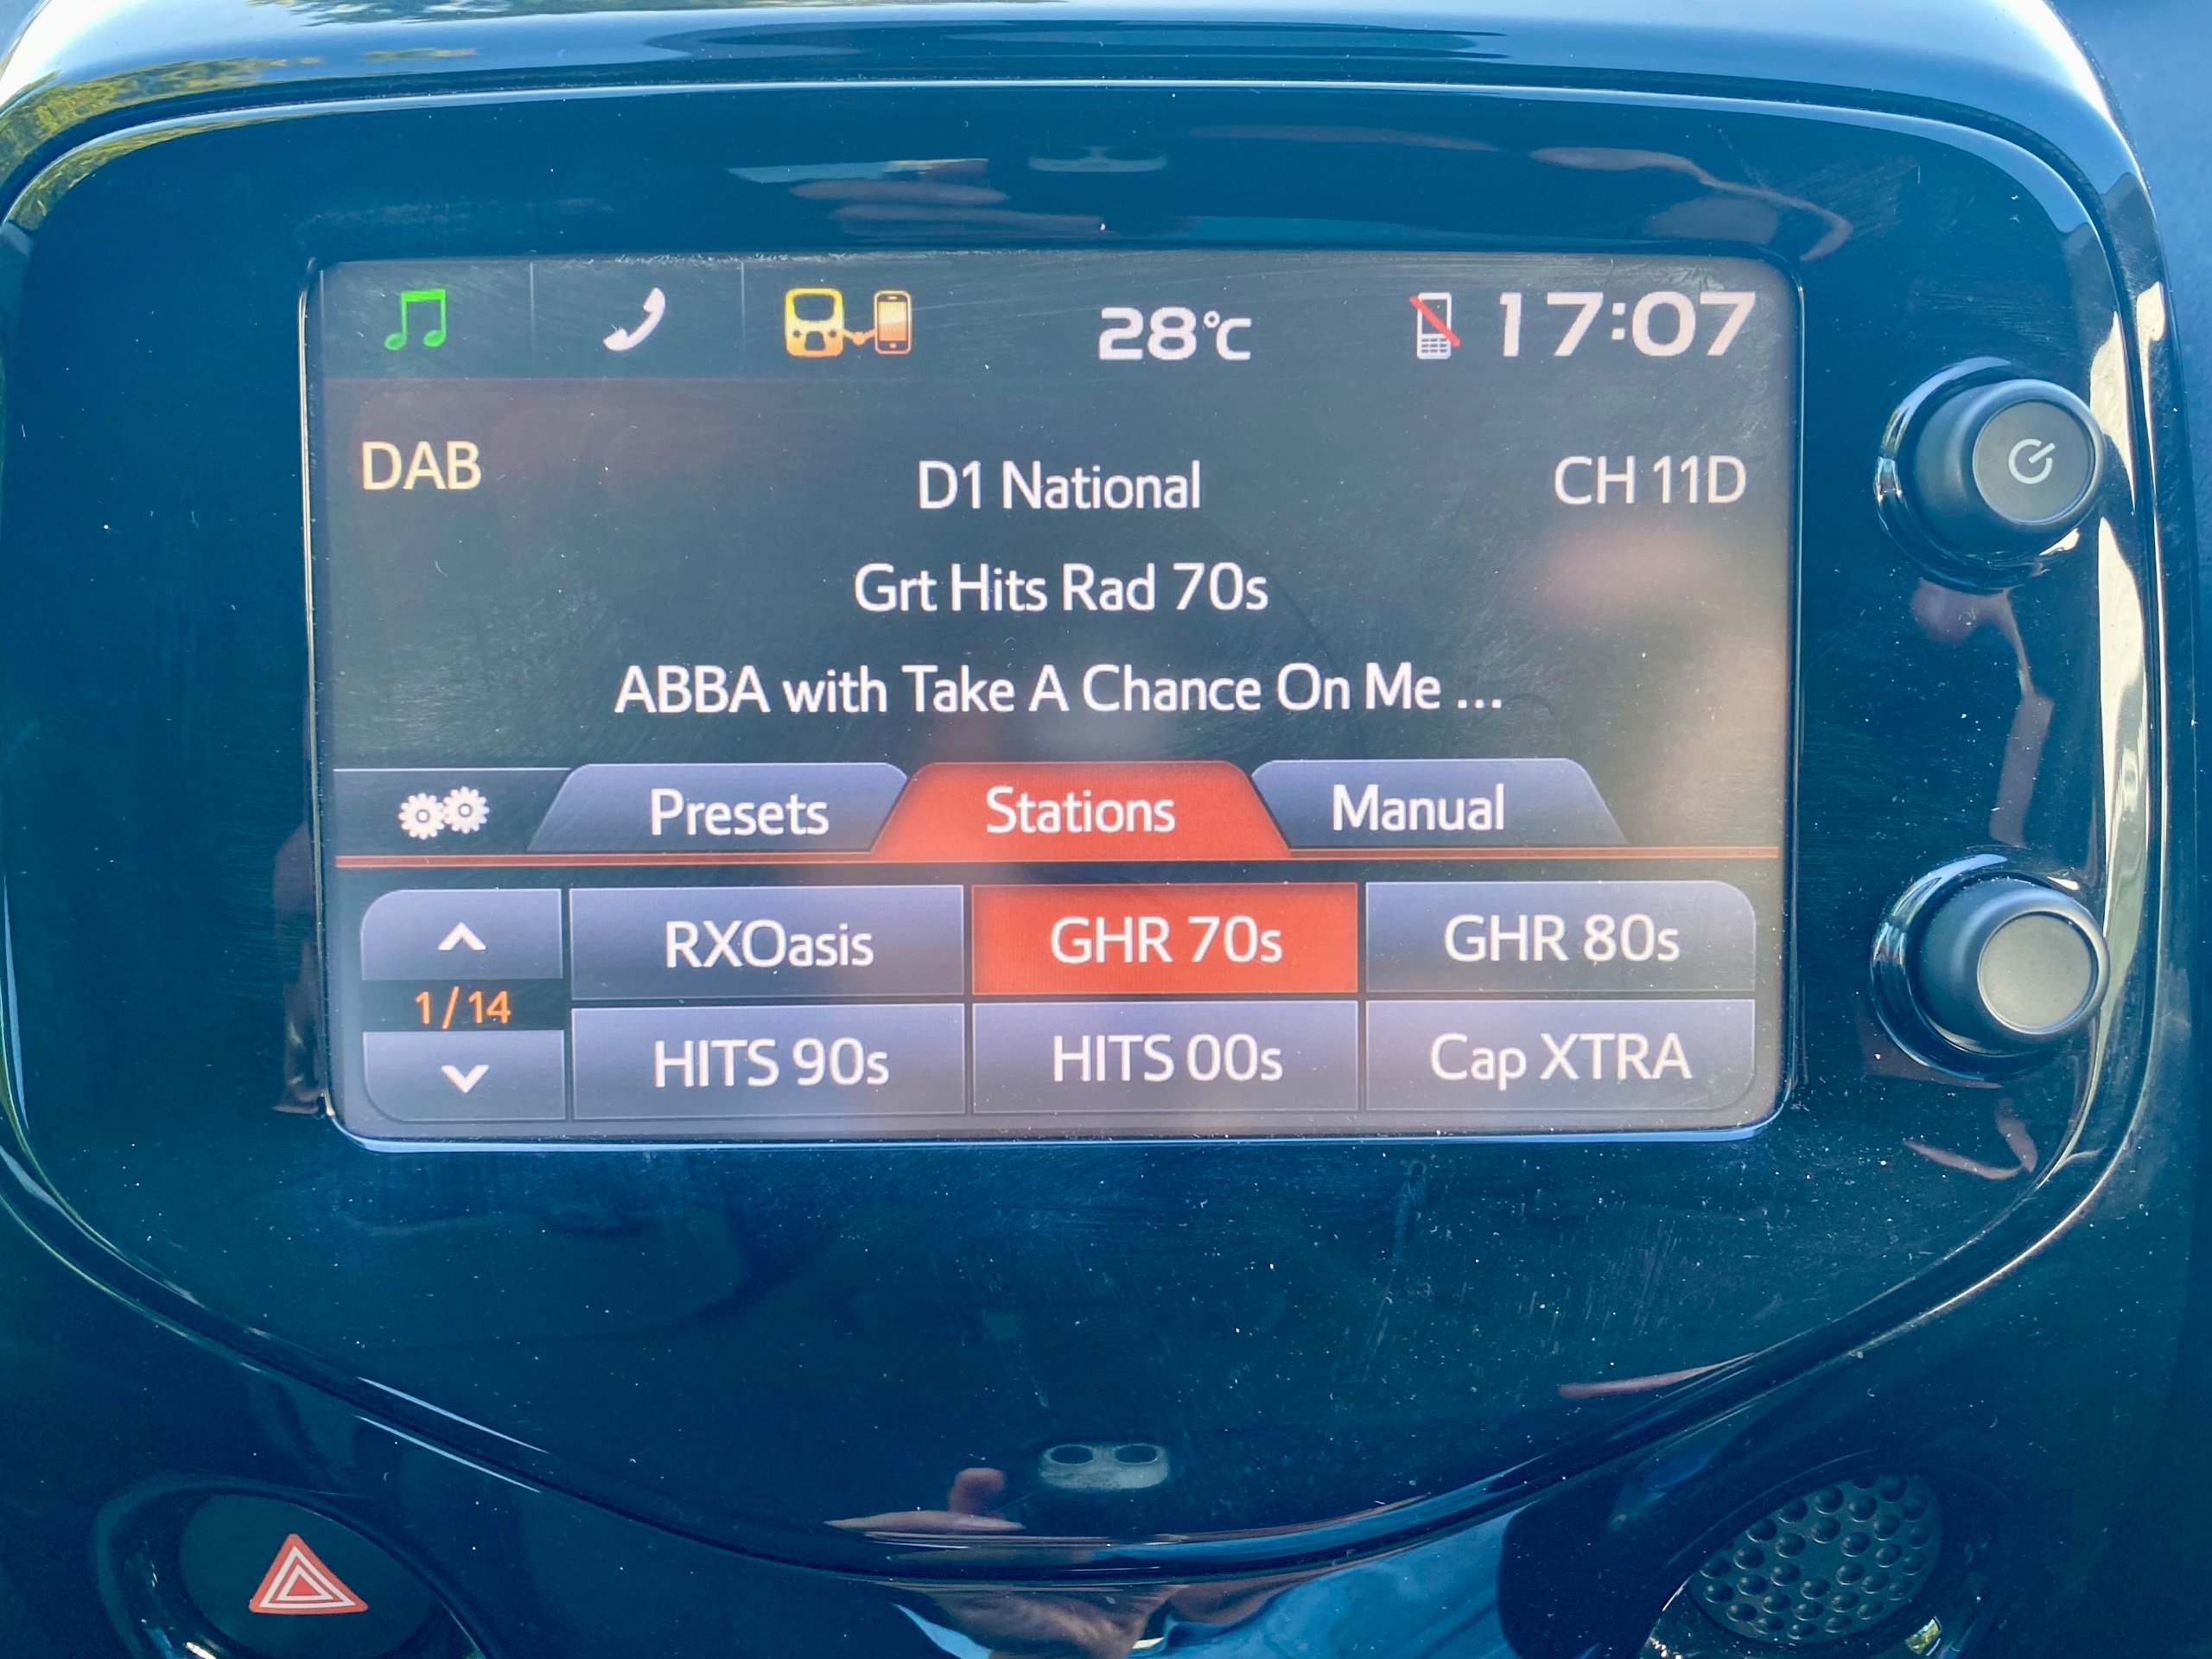 28°C 17:07
DAB D1 National CH 11D
Grt Hits Rad 70s
ABBA with Take A Chance On Me ...
Presets Stations Manual
RXOasis GHR 70s GHR 80s
1/14
HITS 90s HITS 00s Cap XTRA